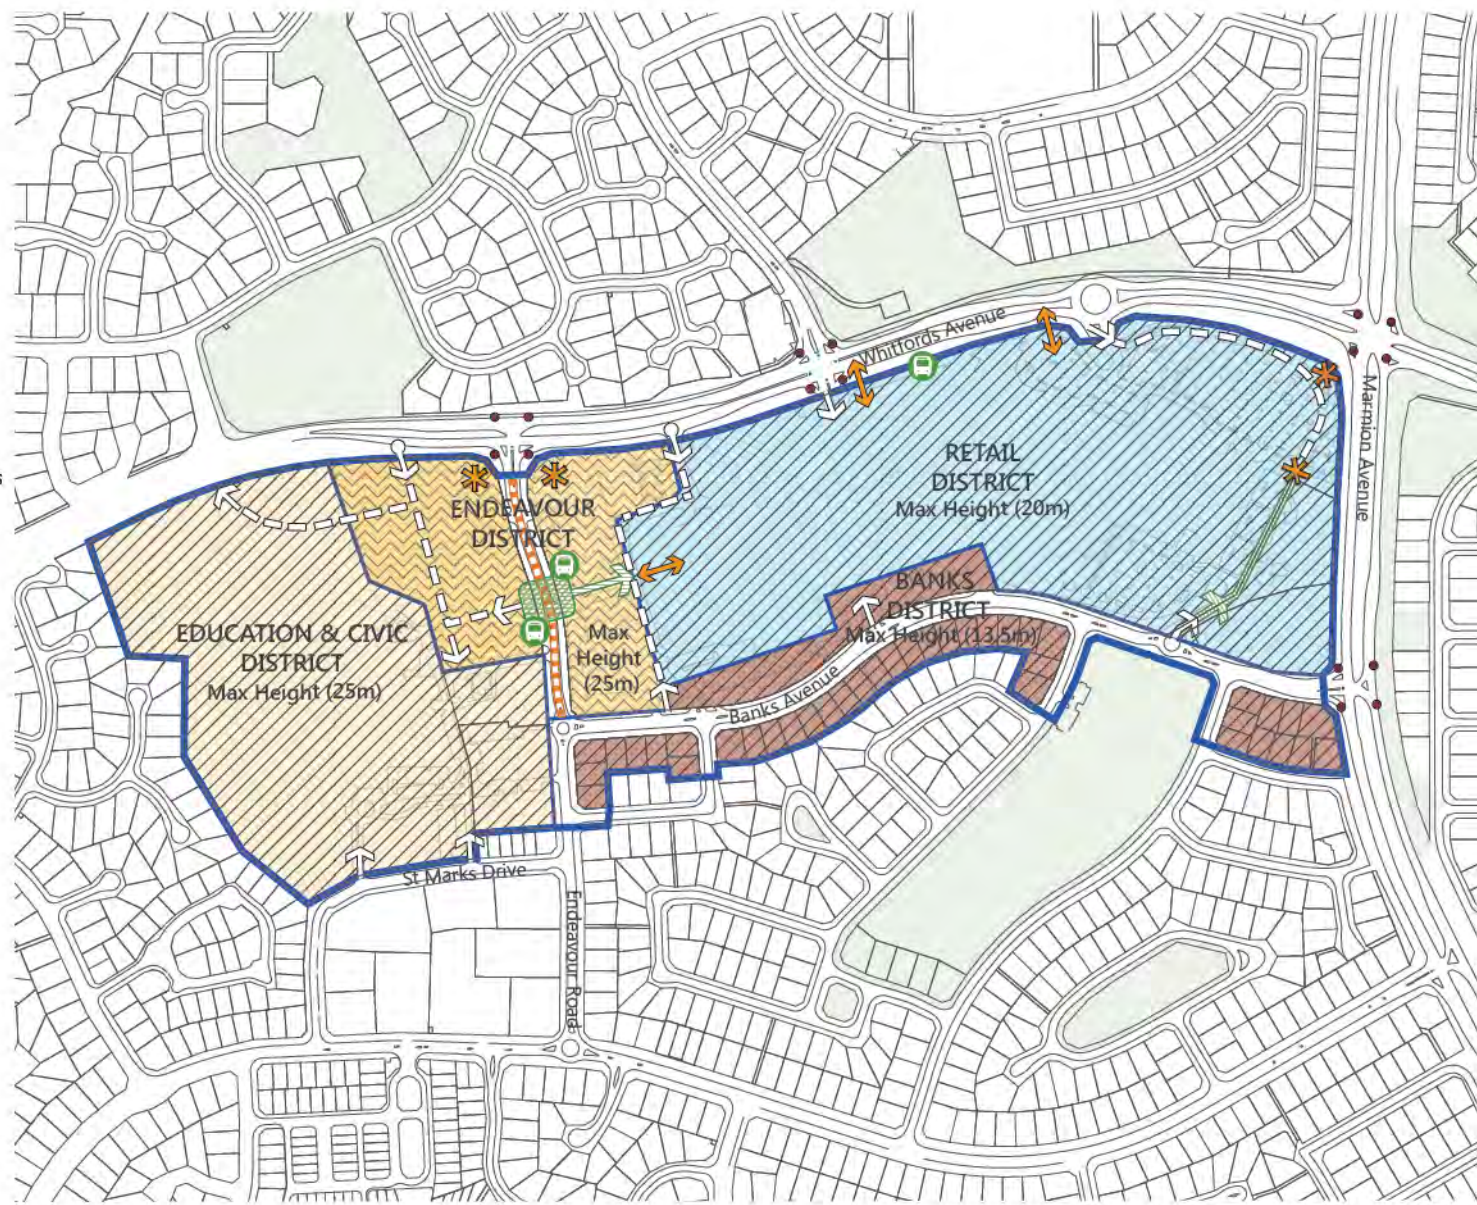 Whitfords Avenue
Marmion Avenue
RETAIL
DISTRICT
Max Height (20m)
ENDEAVOUR
DISTRICT
BANKS
DISTRICT
Max Height (13.5m)
EDUCATION & CIVIC
DISTRICT
Max Height (25m)
Max
Height
(25m)
Banks Avenue
St Marks Drive
Endeavour Road